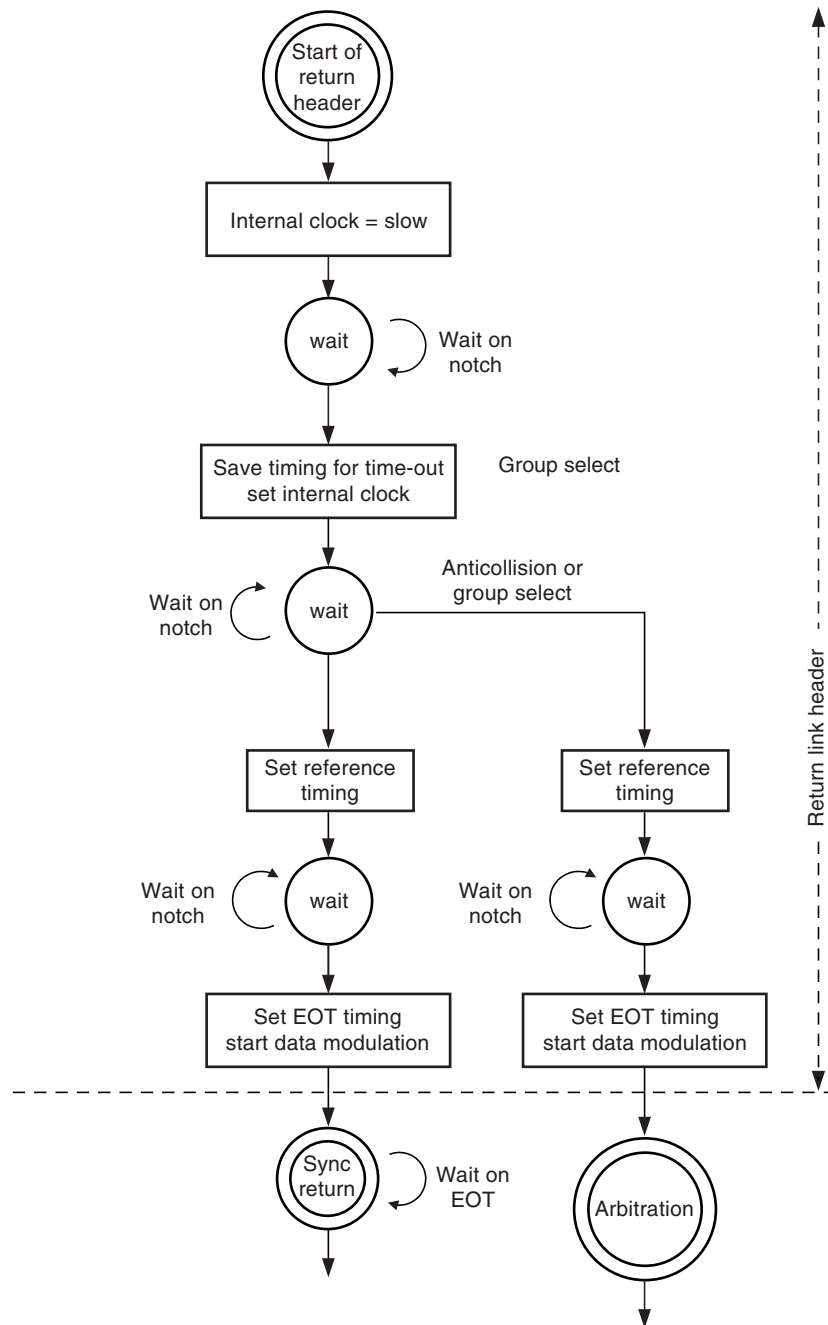 Start of
return
header
Internal clock = slow
wait
Wait on
notch
Save timing for time-out
set internal clock
Group select
Wait on
notch
wait
Anticollision or
group select
Set reference
timing
Set reference
timing
Wait on
notch
wait
Wait on
notch
wait
Set EOT timing
start data modulation
Set EOT timing
start data modulation
Return link header
Sync
return
Wait on
EOT
Arbitration